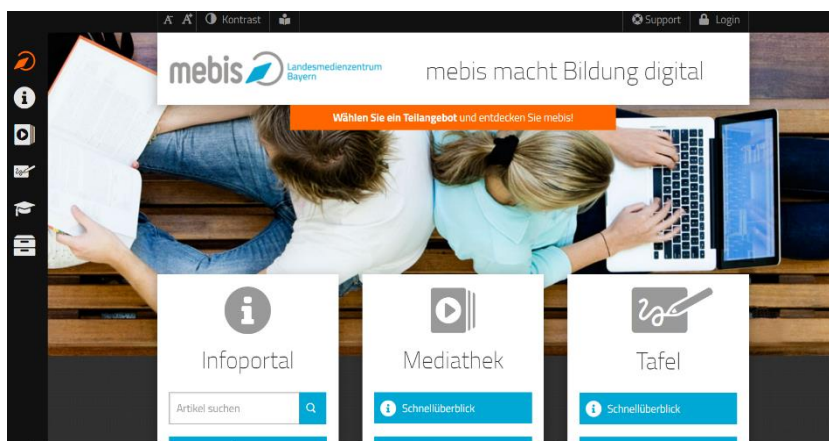 A- A+ Kontrast
Support Login
mebis Landesmedienzentrum
Bayern
mebis macht Bildung digital
Wählen Sie ein Teilangebot und entdecken Sie mebis!
Infoportal
Artikel suchen
Mediathek
Schnellüberblick
Tafel
Schnellüberblick